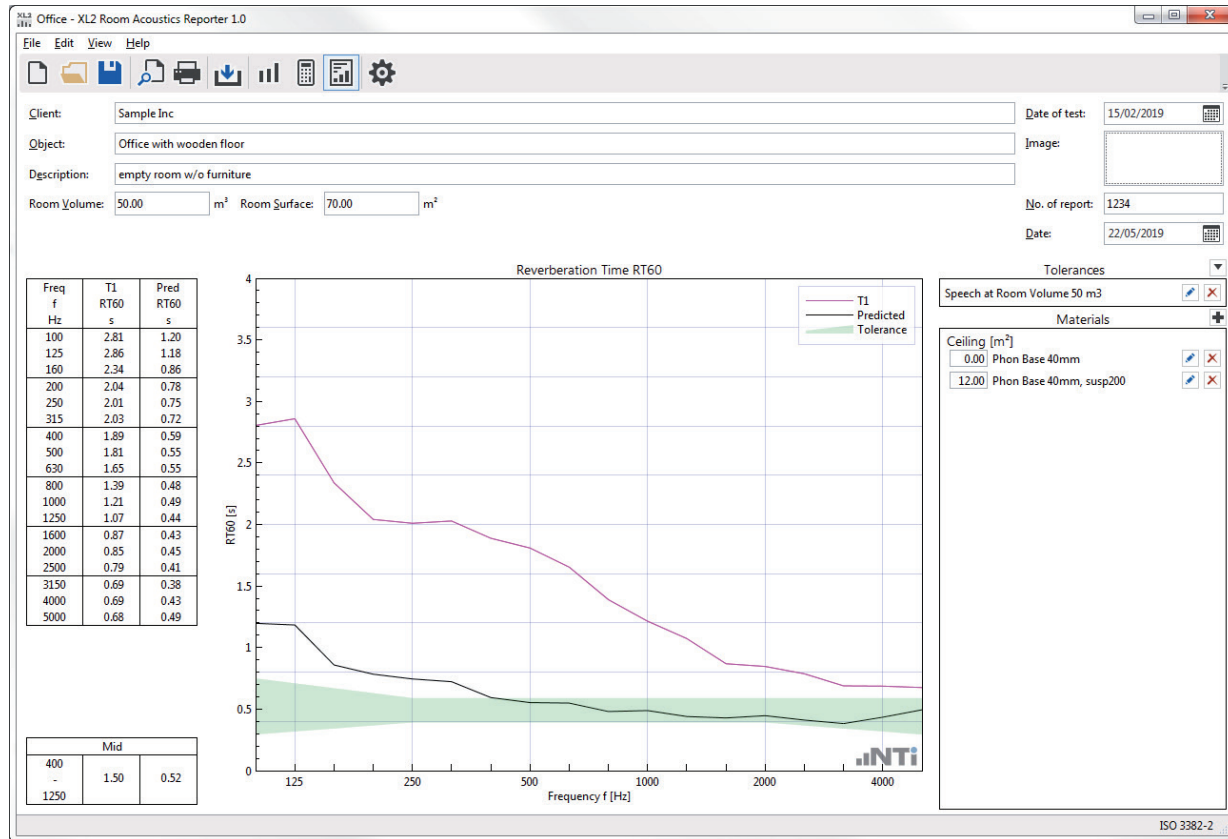 XL2 Office - XL2 Room Acoustics Reporter 1.0
File Edit View Help
Client: Sample Inc Date of test: 15/02/2019
Object: Office with wooden floor Image:
Description: empty room w/o furniture
Room Volume: 50.00 m³ Room Surface: 70.00 m² No. of report: 1234
Date: 22/05/2019
Freq T1 Pred
f RT60 RT60
Hz s s
100 2.81 1.20
125 2.86 1.18
160 2.34 0.86
200 2.04 0.78
250 2.01 0.75
315 2.03 0.72
400 1.89 0.59
500 1.81 0.55
630 1.65 0.55
800 1.39 0.48
1000 1.21 0.49
1250 1.07 0.44
1600 0.87 0.43
2000 0.85 0.45
2500 0.79 0.41
3150 0.69 0.38
4000 0.69 0.43
5000 0.68 0.49
Mid
400
- 1.50 0.52
1250
Reverberation Time RT60
T1
Predicted
Tolerance
4
3.5
3
2.5
2
1.5
1
0.5
0
RT60 [s]
125 250 500 1000 2000 4000
Frequency f [Hz]
NTi
Tolerances
Speech at Room Volume 50 m3
Materials
Ceiling [m²]
0.00 Phon Base 40mm
12.00 Phon Base 40mm, susp200
ISO 3382-2